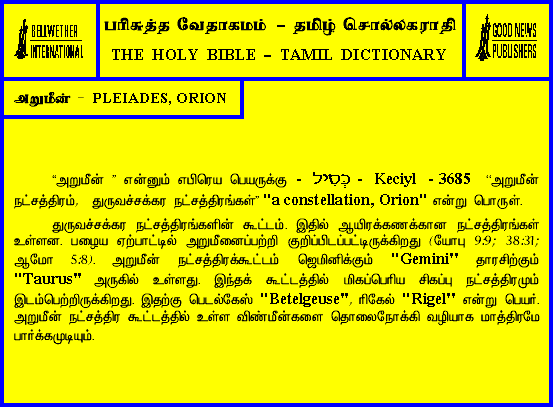 BELLWETHER
INTERNATIONAL
பரிசுத்த வேதாகமம் – தமிழ் சொல்லகராதி
THE HOLY BIBLE – TAMIL DICTIONARY
GOOD NEWS
PUBLISHERS
அறுமீன் – PLEIADES, ORION
“அறுமீன் ” என்னும் எபிரெய பெயருக்கு - כְּסִיל - Keciyl - 3685 “அறுமீன்
நட்சத்திரம், துருவச்சக்கர நட்சத்திரங்கள்” "a constellation, Orion" என்று பொருள்.
துருவச்சக்கர நட்சத்திரங்களின் கூட்டம். இதில் ஆயிரக்கணக்கான நட்சத்திரங்கள்
உள்ளன. பழைய ஏற்பாட்டில் அறுமீனைப்பற்றி குறிப்பிடப்பட்டிருக்கிறது (யோபு 9:9; 38:31;
ஆமோ 5:8). அறுமீன் நட்சத்திரக்கூட்டம் ஜெமினிக்கும் "Gemini" தாரசிற்கும்
"Taurus" அருகில் உள்ளது. இந்தக் கூட்டத்தில் மிகப்பெரிய சிகப்பு நட்சத்திரமும்
இடம்பெற்றிருக்கிறது. இதற்கு பெடல்கேஸ் "Betelgeuse", ரிகேல் "Rigel" என்று பெயர்.
அறுமீன் நட்சத்திர கூட்டத்தில் உள்ள விண்மீன்களை தொலைநோக்கி வழியாக மாத்திரமே
பார்க்கமுடியும்.